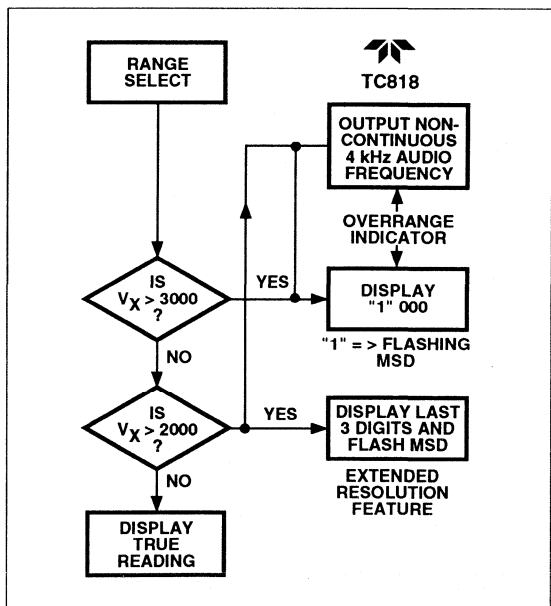 RANGE
SELECT
TC818
OUTPUT NON-
CONTINUOUS
4 kHz AUDIO
FREQUENCY
OVERRANGE
INDICATOR
IS
VX > 3000
?
YES
DISPLAY
"1" 000
"1" = > FLASHING
MSD
NO
IS
VX > 2000
?
YES
DISPLAY LAST
3 DIGITS AND
FLASH MSD
EXTENDED
RESOLUTION
FEATURE
NO
DISPLAY
TRUE
READING